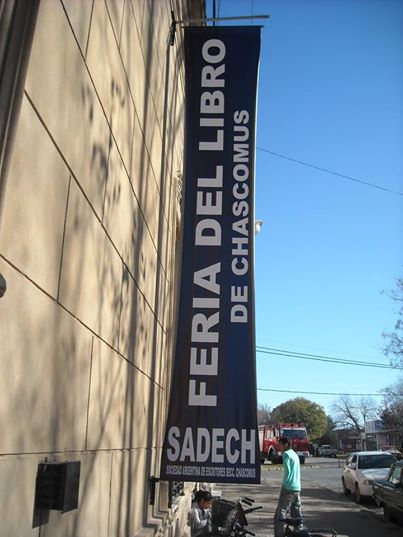 FERIA DEL LIBRO
DE CHASCOMUS
SADECH
SOCIEDAD ARGENTINA DE ESCRITORES SECC. CHASCOMUS